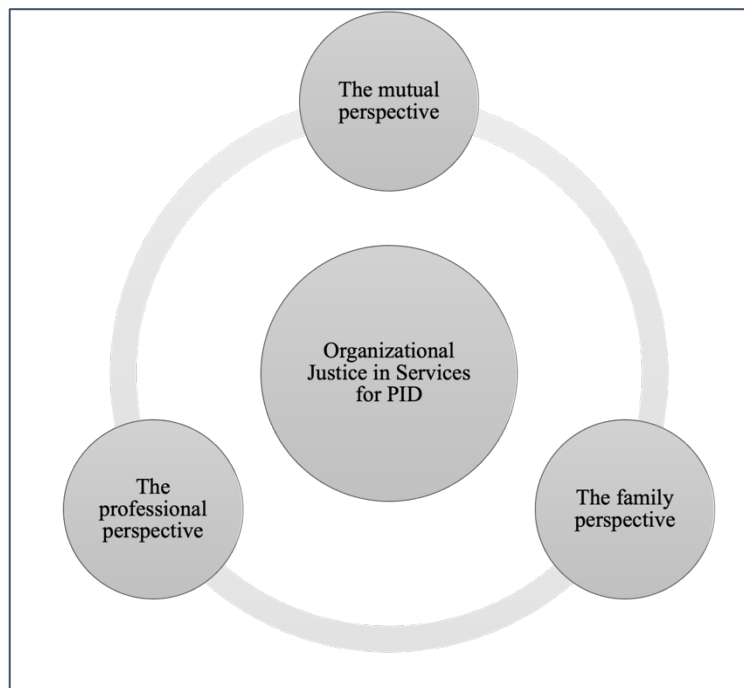 The mutual
perspective
Organizational
Justice in Services
for PID
The
professional
perspective
The family
perspective